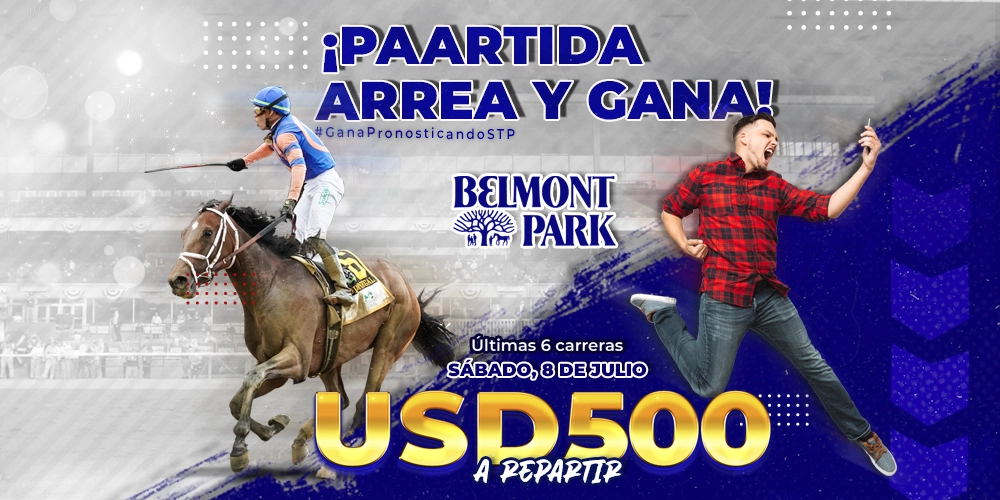 ¡PAARTIDA
ARREA Y GANA!
#GanaPronosticandoSTP
BELMONT
PARK
Últimas 6 carreras
SÁBADO, 8 DE JULIO
USD500
A REPARTIR